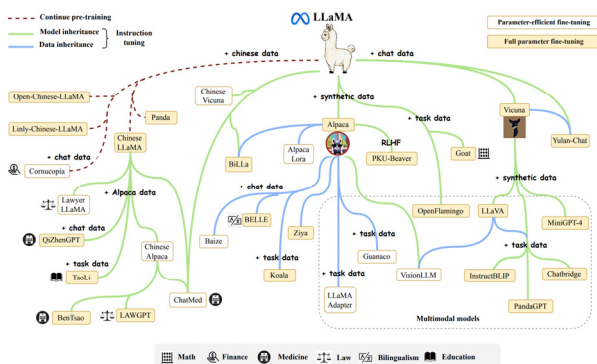 LLaMA
Continue pre-training
Model inheritance
Data inheritance
Instruction
tuning
Parameter-efficient fine-tuning
Full parameter fine-tuning
+ chinese data
+ chat data
Open-Chinese-LLaMA
Panda
Chinese
Vicuna
+ synthetic data
Vicuna
Linly-Chinese-LLaMA
Chinese
LLaMA
Alpaca
+ task data
Yulan-Chat
+ chat data
Cornucopia
BiLLa
Alpaca
Lora
RLHF
PKU-Beaver
Goat
+ synthetic data
Lawyer
LLaMA
+ Alpaca data
+ chat data
BELLE
OpenFlamingo
LLaVA
MiniGPT-4
+ chat data
QiZhenGPT
Chinese
Alpaca
Baize
Ziya
+ task data
Guanaco
+ task data
+ task data
TaoLi
+ task data
Koala
VisionLLM
InstructBLIP
Chatbridge
+ task data
ChatMed
LLaMA
Adapter
PandaGPT
BenTsao
LAWGPT
Multimodal models
Math
Finance
Medicine
Law
Bilingualism
Education